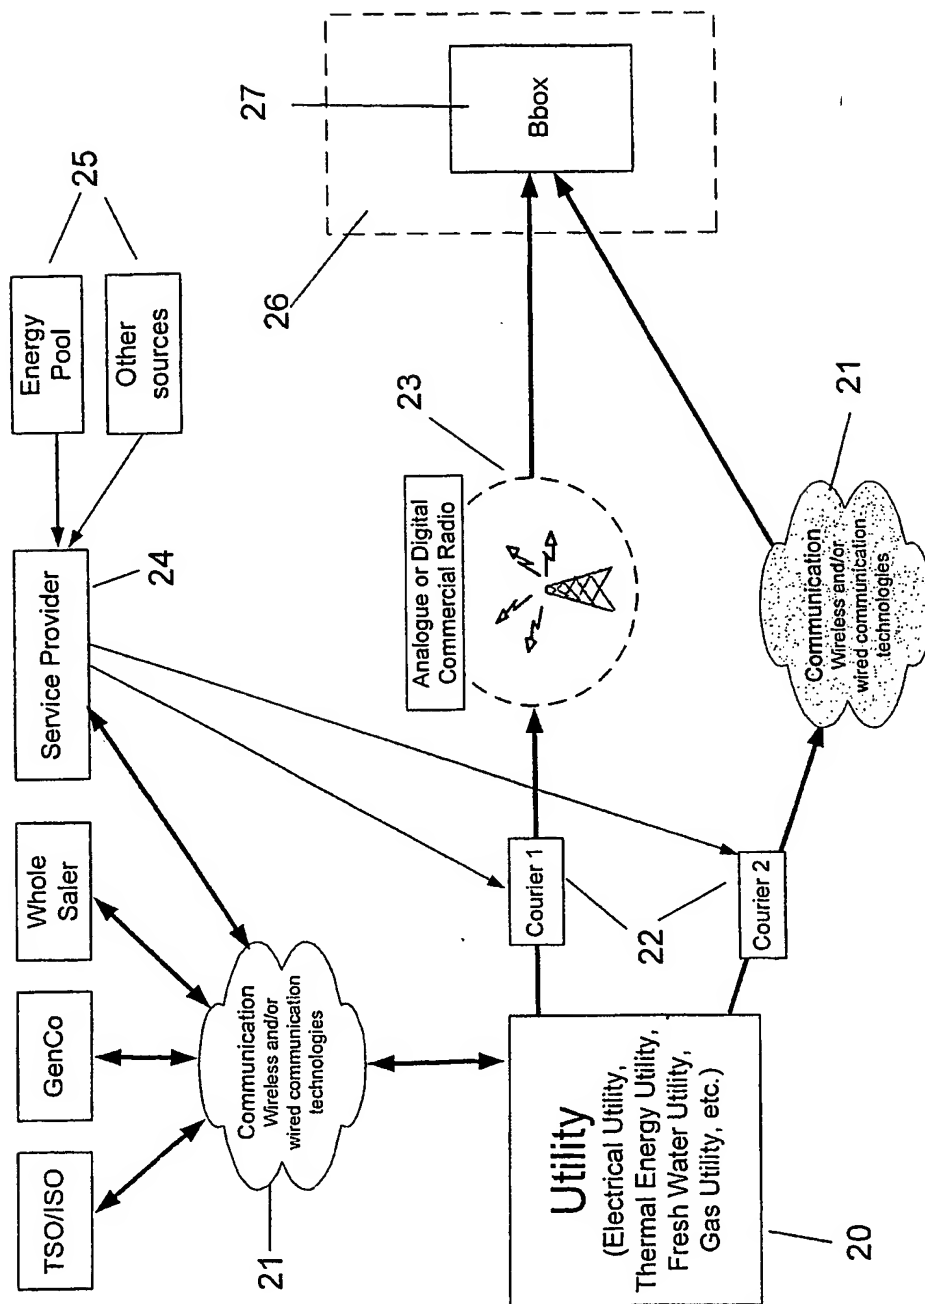 TSO/ISO
GenCo
Whole
Saler
Service Provider
24
Energy
Pool
Other
sources
25
21
Communication
Wireless and/or
wired communication
technologies
Analogue or Digital
Commercial Radio
23
26
27
Bbox
Utility
(Electrical Utility,
Thermal Energy Utility,
Fresh Water Utility,
Gas Utility, etc.)
20
Courier 1
22
Courier 2
Communication
Wireless and/or
wired communication
technologies
21